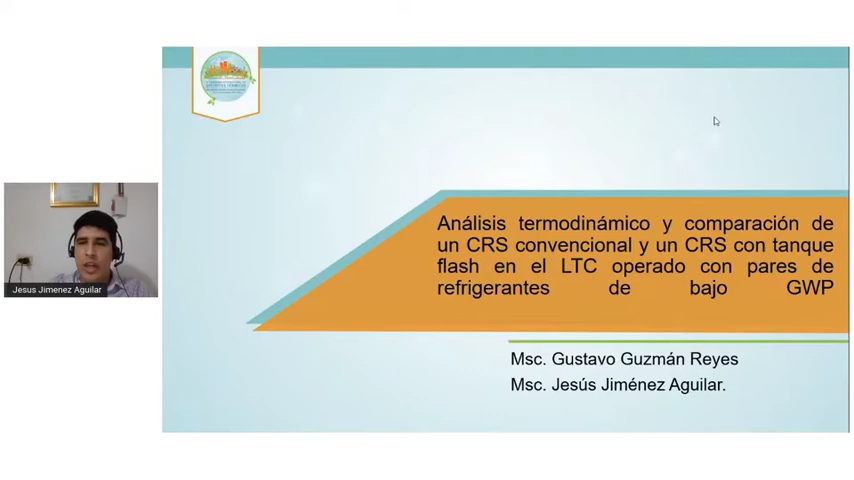 Análisis termodinámico y comparación de
un CRS convencional y un CRS con tanque
flash en el LTC operado con pares de
refrigerantes de bajo GWP
Msc. Gustavo Guzmán Reyes
Msc. Jesús Jiménez Aguilar.
Jesus Jimenez Aguilar